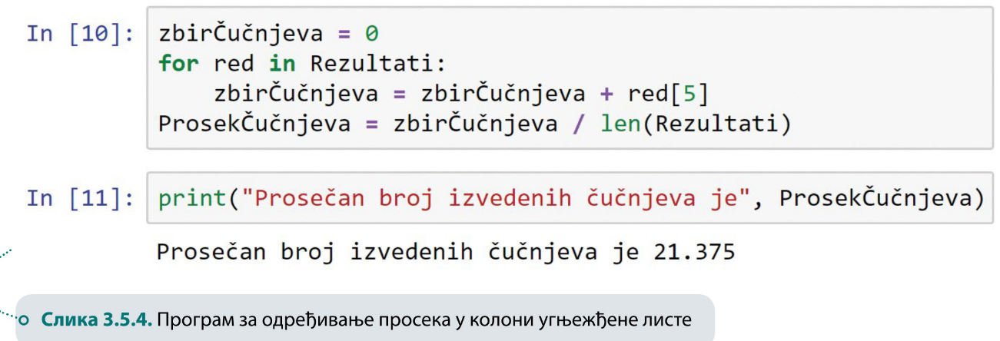 In [10]: zbirČučnjeva = 0
for red in Rezultati:
    zbirČučnjeva = zbirČučnjeva + red[5]
ProsekČučnjeva = zbirČučnjeva / len(Rezultati)
In [11]: print("Prosečan broj izvedenih čučnjeva je", ProsekČučnjeva)
Prosečan broj izvedenih čučnjeva je 21.375
Слика 3.5.4. Програм за одређивање просека у колони угњежђене листе